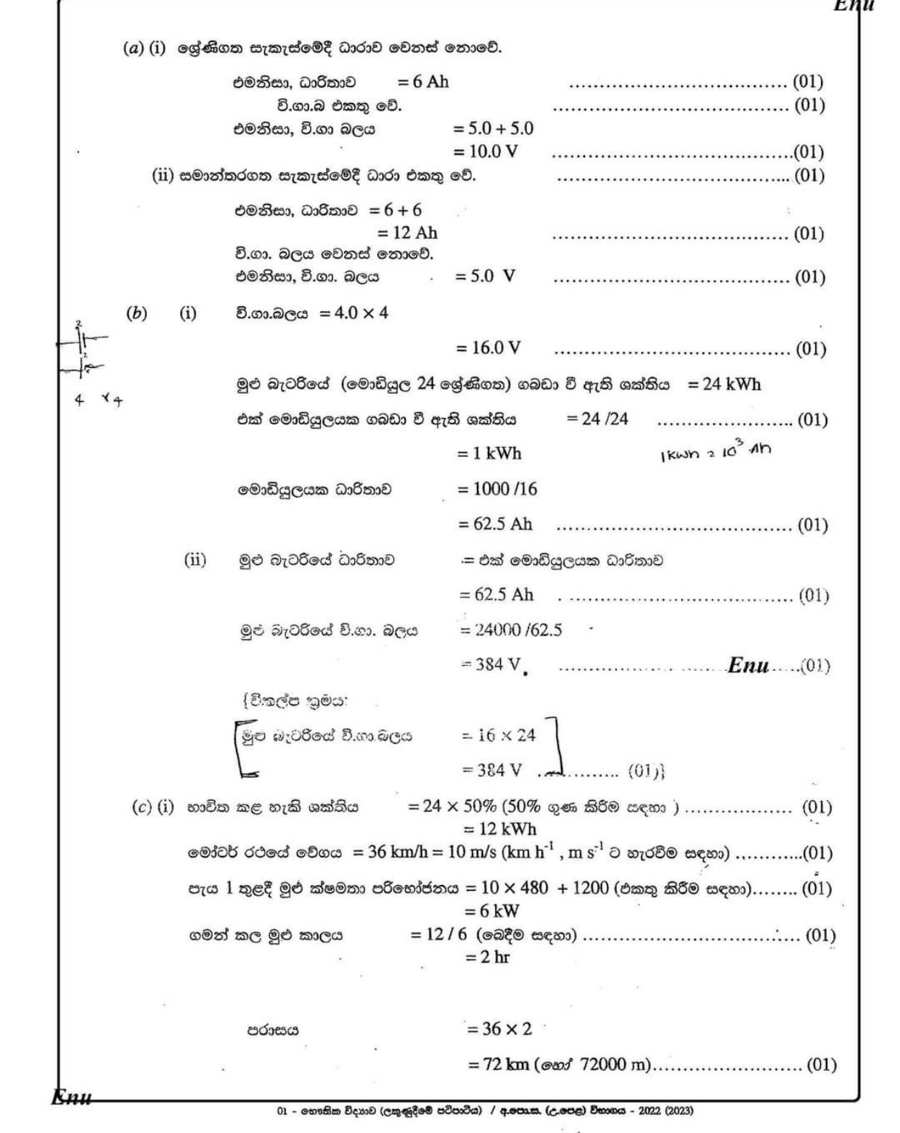 Enu
(a) (i) ශ්‍රේණිගත සැකැස්මේදී ධාරාව වෙනස් නොවේ.
එමනිසා, ධාරිතාව = 6 Ah ................................... (01)
වි.ගා.බ එකතු වේ. ...................................... (01)
එමනිසා, වි.ගා බලය = 5.0 + 5.0
= 10.0 V .......................................(01)
(ii) සමාන්තරගත සැකැස්මේදී ධාරා එකතු වේ. ...................................... (01)
එමනිසා, ධාරිතාව = 6 + 6
= 12 Ah ...................................... (01)
වි.ගා. බලය වෙනස් නොවේ.
එමනිසා, වි.ගා. බලය = 5.0 V ...................................... (01)
(b) (i) වි.ගා.බලය = 4.0 × 4
2
= 16.0 V ...................................... (01)
2
මුළු බැටරියේ (මොඩියුල 24 ශ්‍රේණිගත) ගබඩා වී ඇති ශක්තිය = 24 kWh
4 × 4
එක් මොඩියුලයක ගබඩා වී ඇති ශක්තිය = 24 /24 ...................... (01)
= 1 kWh 1kwh = 10³ Ah
මොඩියුලයක ධාරිතාව = 1000 /16
= 62.5 Ah ...................................... (01)
(ii) මුළු බැටරියේ ධාරිතාව = එක් මොඩියුලයක ධාරිතාව
= 62.5 Ah ...................................... (01)
මුළු බැටරියේ වි.ගා. බලය = 24000 /62.5
= 384 V ...................... Enu .....(01)
{විකල්ප ක්‍රමය:
මුළු බැටරියේ වි.ගා.බලය = 16 × 24
= 384 V ............. (01)}
(c) (i) භාවිත කළ හැකි ශක්තිය = 24 × 50% (50% ගුණ කිරීම සඳහා ) ................. (01)
= 12 kWh
මෝටර් රථයේ වේගය = 36 km/h = 10 m/s (km h⁻¹ , m s⁻¹ ට හැරවීම සඳහා) ...........(01)
පැය 1 තුළදී මුළු ක්ෂමතා පරිභෝජනය = 10 × 480 + 1200 (එකතු කිරීම සඳහා)........ (01)
= 6 kW
ගමන් කල මුළු කාලය = 12 / 6 (බෙදීම සඳහා) ................................... (01)
= 2 hr
පරාසය = 36 × 2
= 72 km (හෝ 72000 m)......................... (01)
Enu
01 - භෞතික විද්‍යාව (ලකුණුදීමේ පටිපාටිය) / අ.පො.ස. (උ.පෙළ) විභාගය - 2022 (2023)